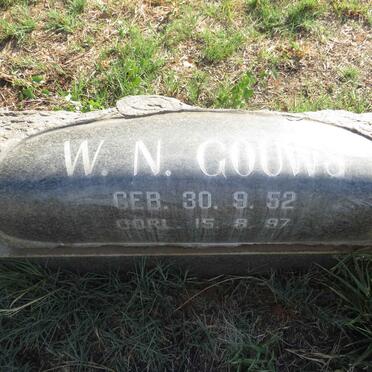 W. N. GOUWS
GEB. 30. 9. 52
OORL. 15. 8. 97